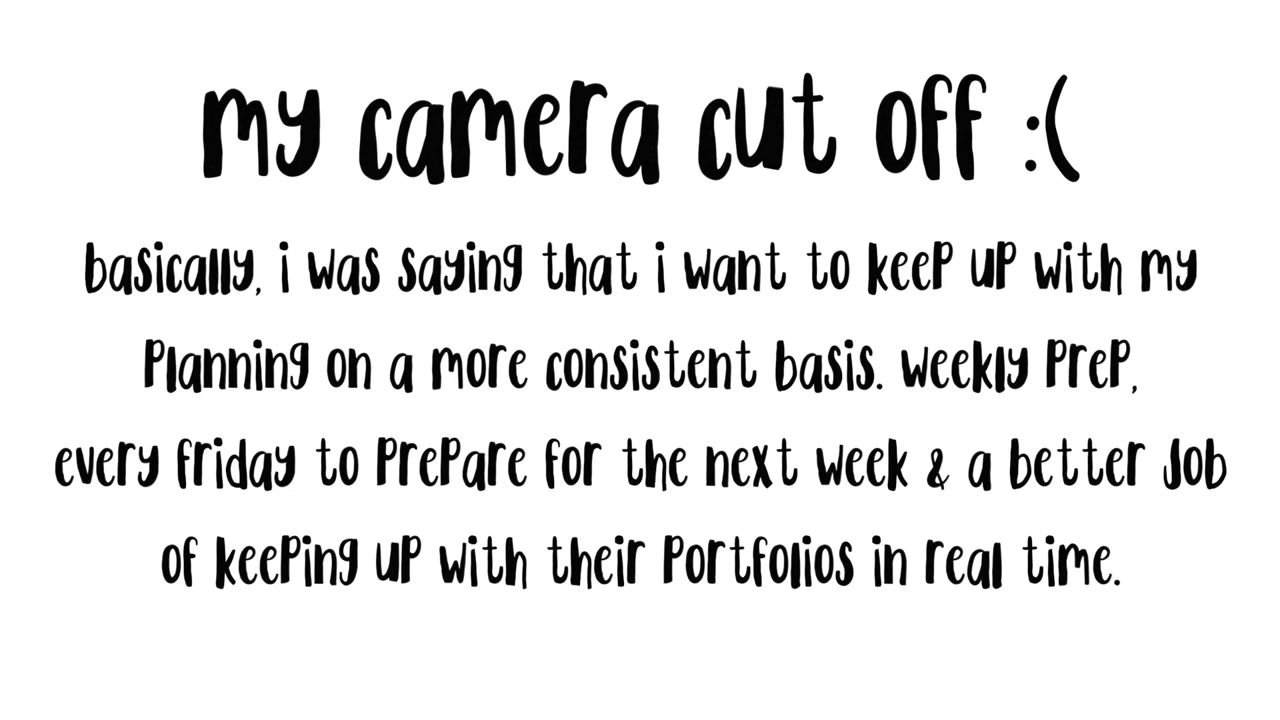 my camera cut off :(
basically, i was saying that i want to keep up with my
planning on a more consistent basis. weekly prep,
every friday to prepare for the next week & a better job
of keeping up with their portfolios in real time.